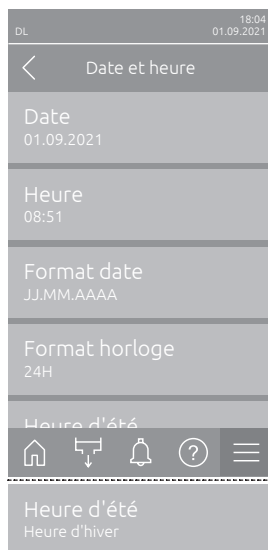 18:04
DL
01.09.2021
Date et heure
Date
01.09.2021
Heure
08:51
Format date
JJ.MM.AAAA
Format horloge
24H
Heure d'été
?
Heure d'été
Heure d'hiver